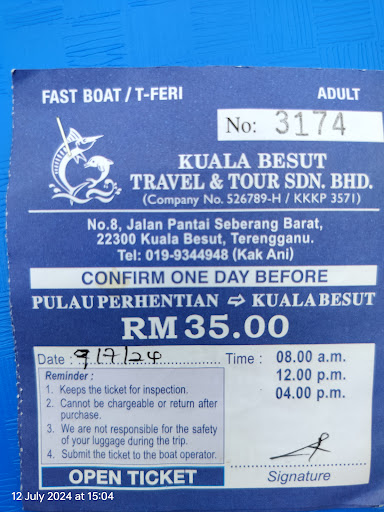 FAST BOAT / T-FERI ADULT
No: 3174
KUALA BESUT
TRAVEL & TOUR SDN. BHD.
(Company No. 526789-H / KKKP 3571)
No.8, Jalan Pantai Seberang Barat,
22300 Kuala Besut, Terengganu.
Tel: 019-9344948 (Kak Ani)
CONFIRM ONE DAY BEFORE
PULAU PERHENTIAN ⇨ KUALA BESUT
RM 35.00
Date : 9/7/24 Time : 08.00 a.m.
12.00 p.m.
04.00 p.m.
Reminder :
1. Keeps the ticket for inspection.
2. Cannot be chargeable or return after
purchase.
3. We are not responsible for the safety
of your luggage during the trip.
4. Submit the ticket to the boat operator.
OPEN TICKET
Signature
12 July 2024 at 15:04